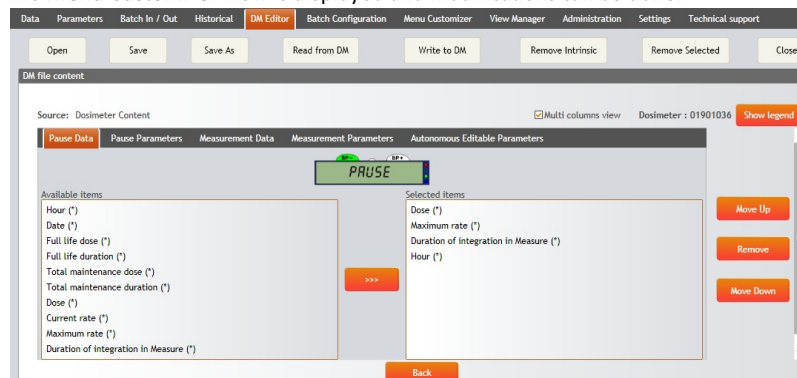 Data Parameters Batch In / Out Historical DM Editor Batch Configuration Menu Customizer View Manager Administration Settings Technical support
Open Save Save As Read from DM Write to DM Remove Intrinsic Remove Selected Close
DM file content
Source: Dosimeter Content Multi columns view Dosimeter : 01901036 Show legend
Pause Data Pause Parameters Measurement Data Measurement Parameters Autonomous Editable Parameters
BP- BP+
PAUSE
Available items
Hour (*)
Date (*)
Full life dose (*)
Full life duration (*)
Total maintenance dose (*)
Total maintenance duration (*)
Dose (*)
Current rate (*)
Maximum rate (*)
Duration of integration in Measure (*)
>>>
Selected items
Dose (*)
Maximum rate (*)
Duration of integration in Measure (*)
Hour (*)
Move Up
Remove
Move Down
Back